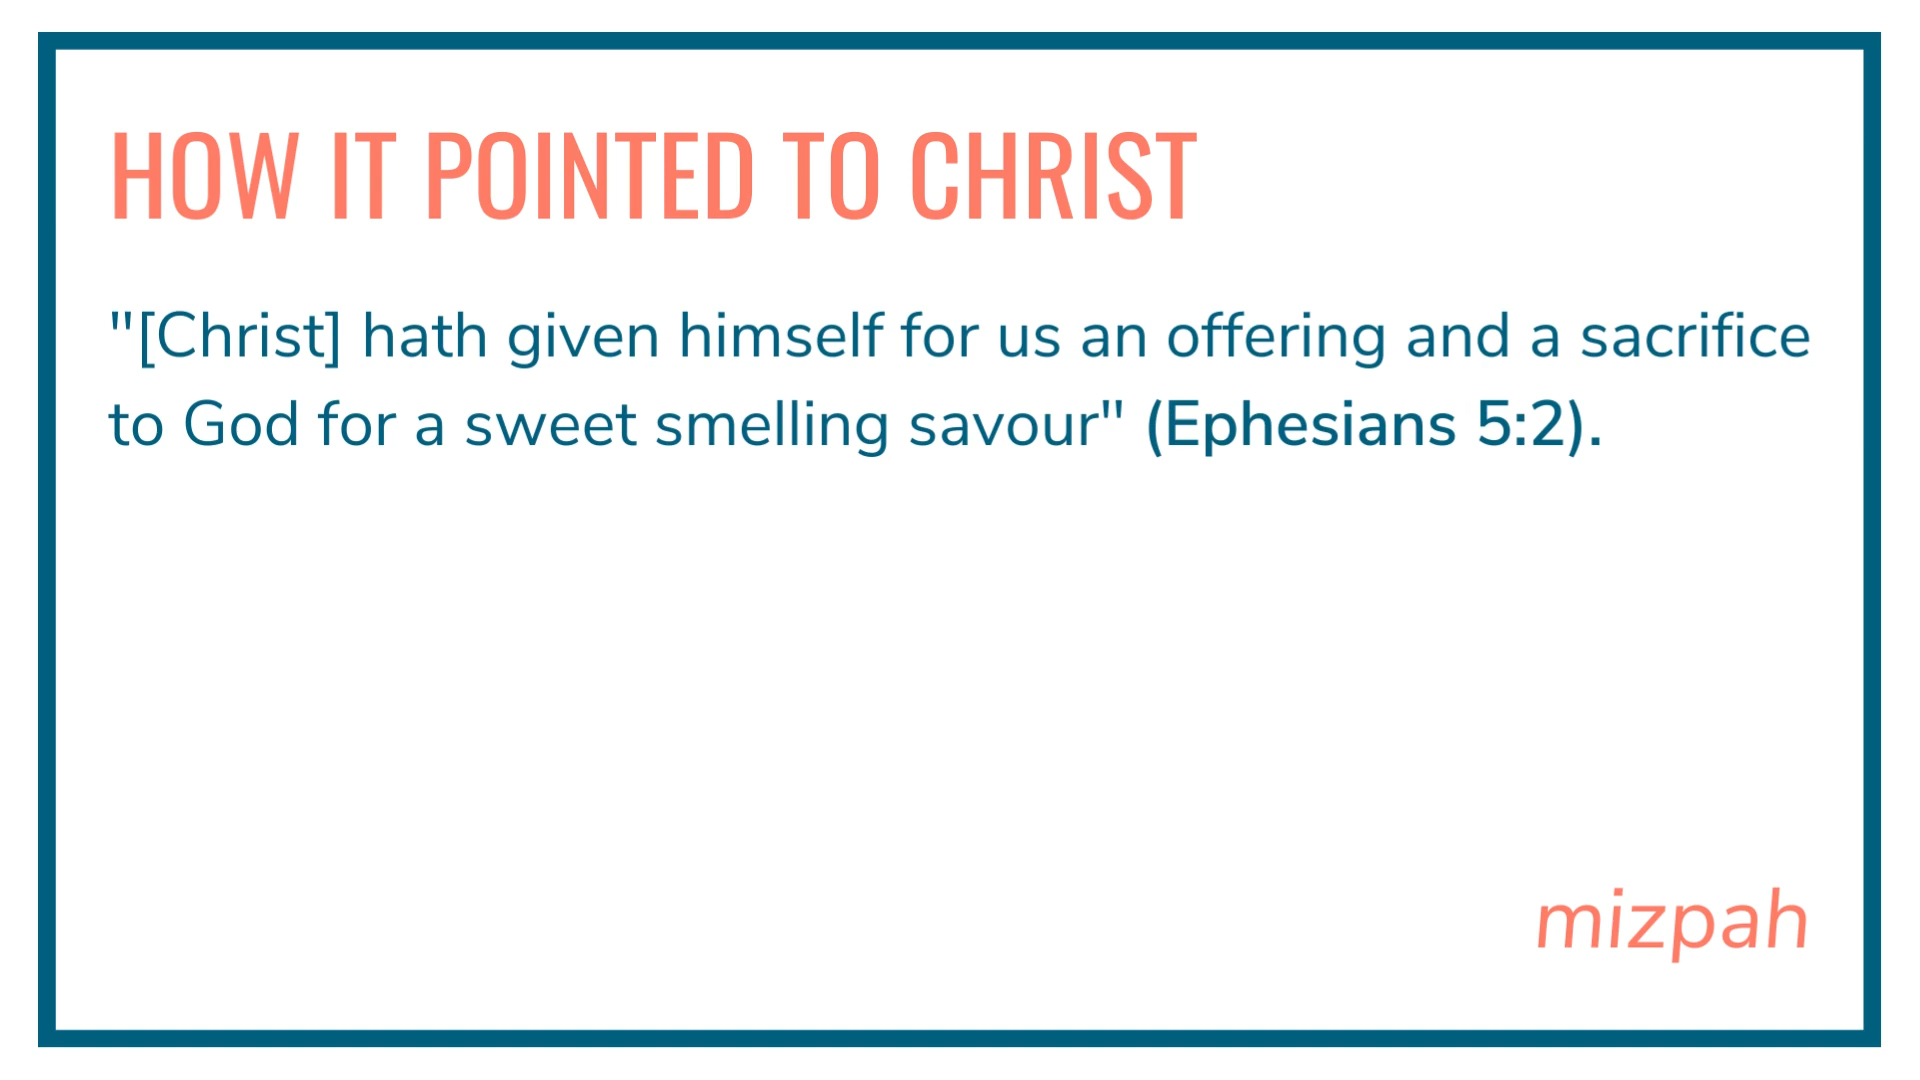 HOW IT POINTED TO CHRIST
"[Christ] hath given himself for us an offering and a sacrifice
to God for a sweet smelling savour" (Ephesians 5:2).
mizpah